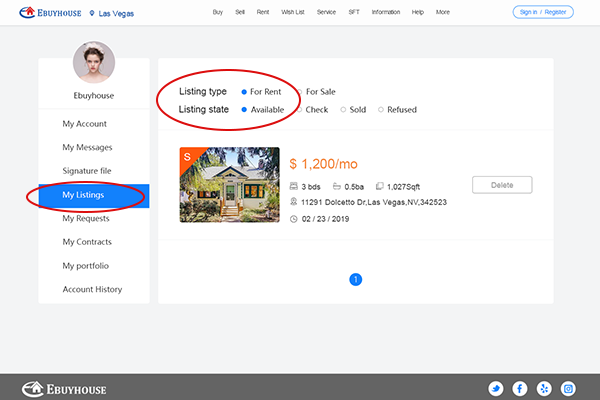 EBUYHOUSE Las Vegas Buy Sell Rent Wish List Service SFT Information Help More Sign in / Register
Ebuyhouse
My Account
My Messages
Signature file
My Listings
My Requests
My Contracts
My portfolio
Account History
Listing type For Rent For Sale
Listing state Available Check Sold Refused
S
$ 1,200/mo
3 bds 0.5ba 1,027Sqft
11291 Dolcetto Dr,Las Vegas,NV,342523
02 / 23 / 2019
Delete
1
EBUYHOUSE